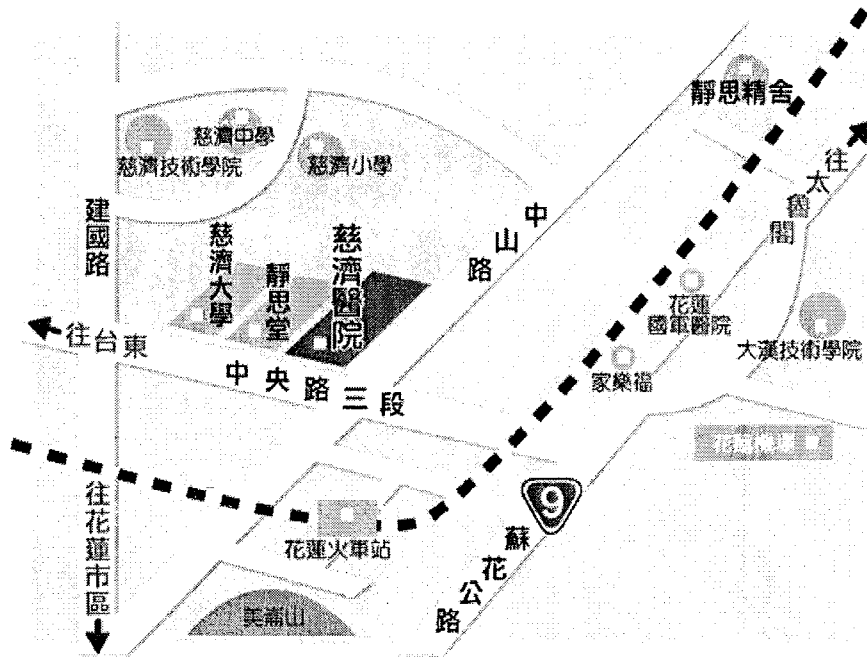 靜思精舍
慈濟中學
慈濟技術學院
慈濟小學
往太魯閣
建國路
中山路
慈濟大學
靜思堂
慈濟醫院
花蓮
國軍醫院
大漢技術學院
往台東
家樂福
中央路三段
9
往花蓮市區
花蓮火車站
蘇花公路
美崙山